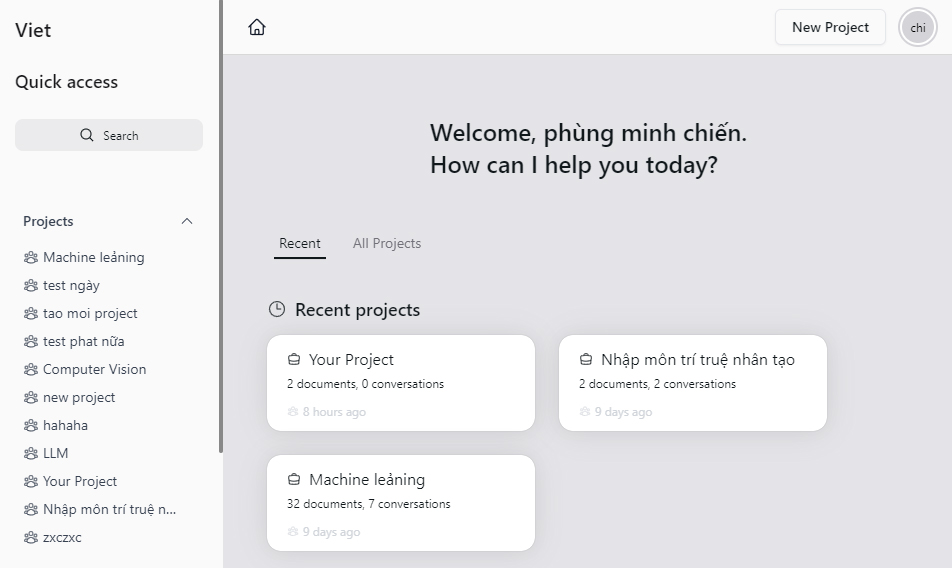 Viet
Quick access
Search
Projects
Machine leảning
test ngày
tao moi project
test phat nữa
Computer Vision
new project
hahaha
LLM
Your Project
Nhập môn trí truệ n...
zxczxc
New Project
chi
Welcome, phùng minh chiến.
How can I help you today?
Recent
All Projects
Recent projects
Your Project
2 documents, 0 conversations
8 hours ago
Nhập môn trí truệ nhân tạo
2 documents, 2 conversations
9 days ago
Machine leảning
32 documents, 7 conversations
9 days ago